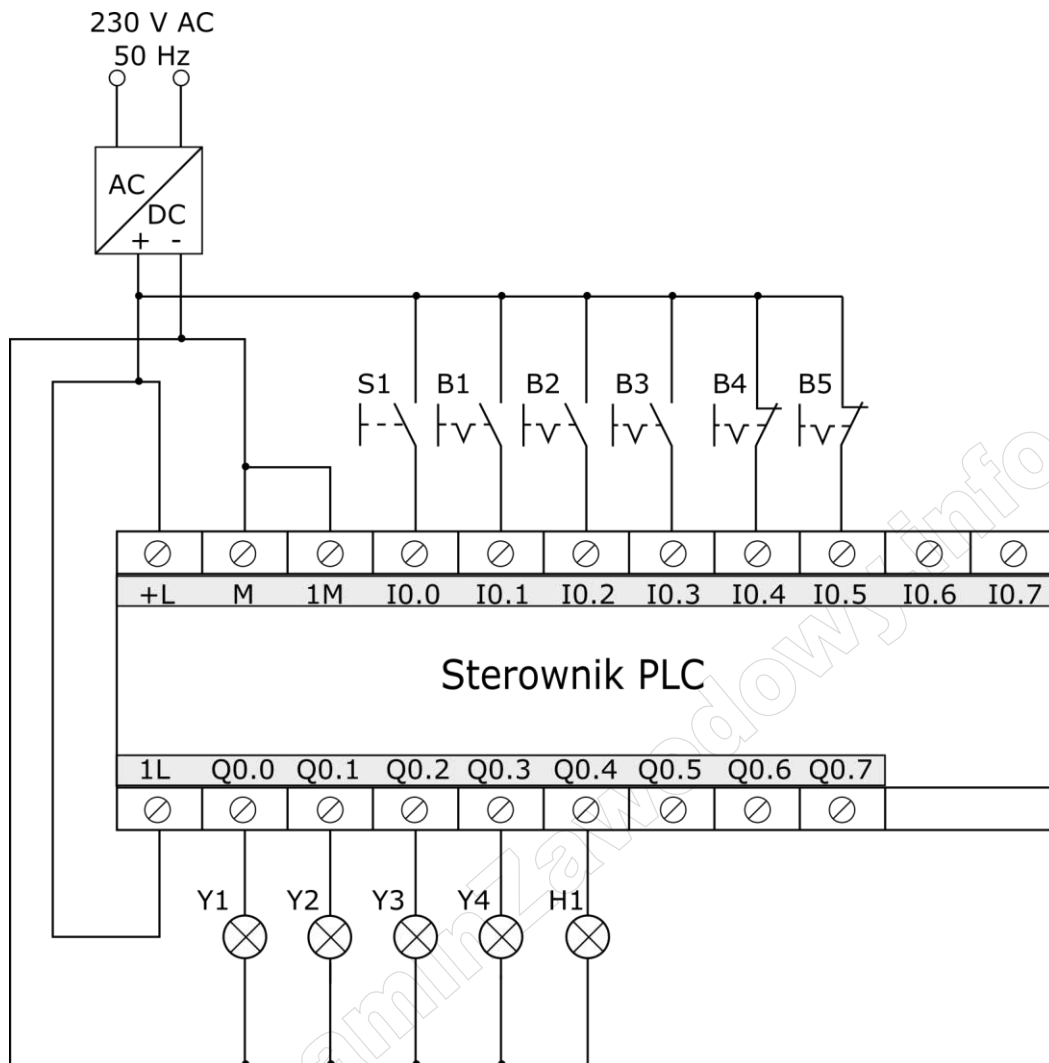 230 V AC
50 Hz
AC
DC
+ -
S1 B1 B2 B3 B4 B5
+L M 1M I0.0 I0.1 I0.2 I0.3 I0.4 I0.5 I0.6 I0.7
Sterownik PLC
1L Q0.0 Q0.1 Q0.2 Q0.3 Q0.4 Q0.5 Q0.6 Q0.7
Y1 Y2 Y3 Y4 H1
aminZawodowy.info